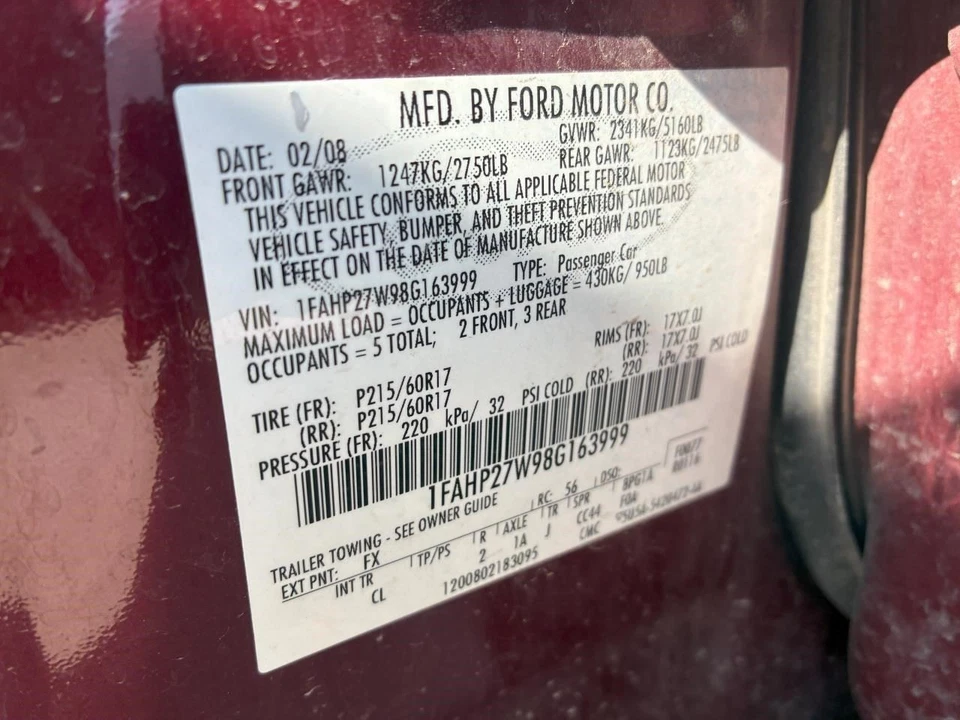 MFD. BY FORD MOTOR CO.
DATE: 02/08 GVWR: 2341KG/5160LB
FRONT GAWR: 1247KG/2750LB REAR GAWR: 1123KG/2475LB
THIS VEHICLE CONFORMS TO ALL APPLICABLE FEDERAL MOTOR
VEHICLE SAFETY, BUMPER, AND THEFT PREVENTION STANDARDS
IN EFFECT ON THE DATE OF MANUFACTURE SHOWN ABOVE.
VIN: 1FAHP27W98G163999 TYPE: Passenger Car
MAXIMUM LOAD = OCCUPANTS + LUGGAGE = 430KG/ 950LB
OCCUPANTS = 5 TOTAL; 2 FRONT, 3 REAR
TIRE (FR): P215/60R17 RIMS (FR): 17X7.0J
(RR): P215/60R17 (RR): 17X7.0J
PRESSURE (FR): 220 kPa/ 32 PSI COLD (RR): 220 kPa/ 32 PSI COLD
1FAHP27W98G163999
TRAILER TOWING - SEE OWNER GUIDE
EXT PNT: FX RC: 56 DSO:
INT TR TP/PS R AXLE TR SPR
CL 2 1A J CC44
1200802183095 CMC